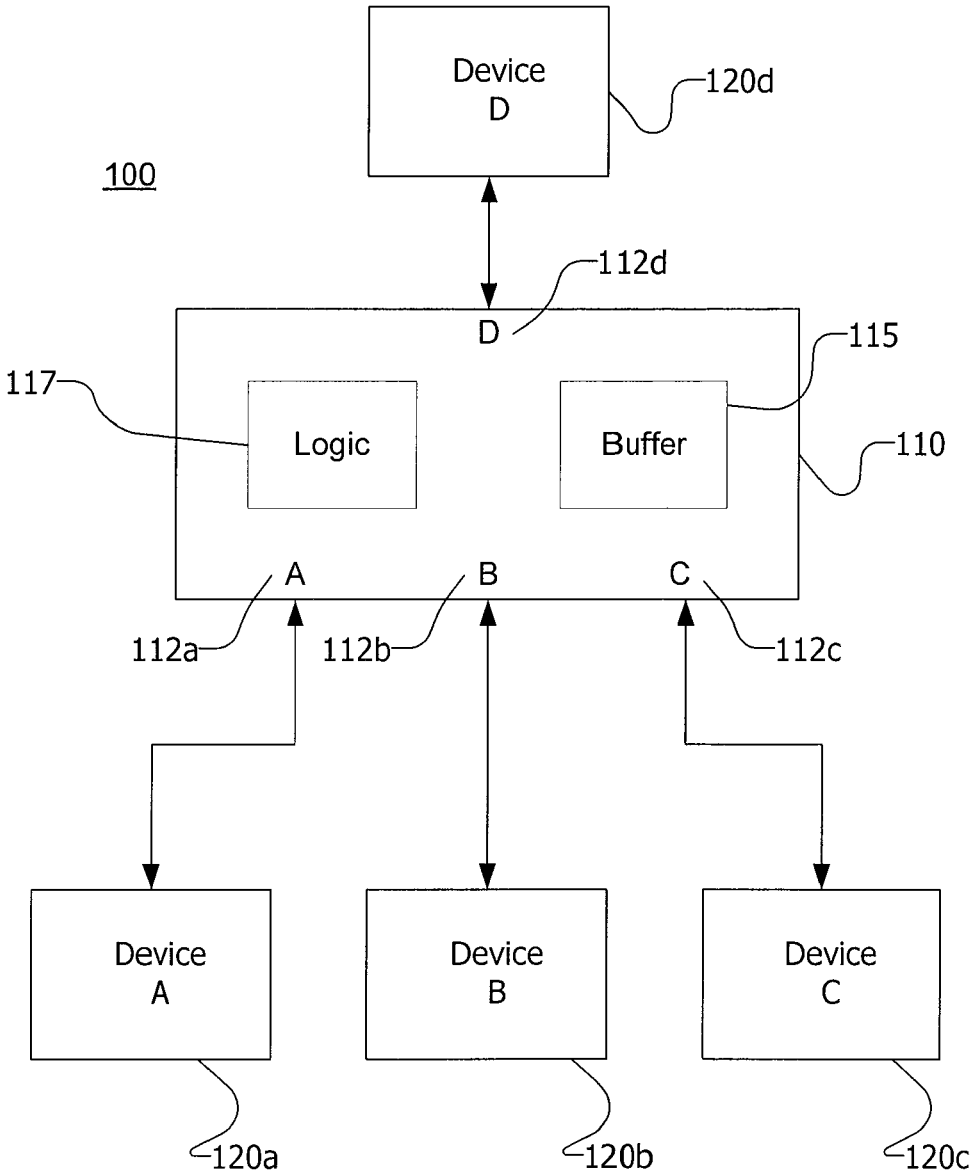 Device
D
120d
100
112d
D
115
117
Logic
Buffer
110
A
B
C
112a
112b
112c
Device
A
Device
B
Device
C
120a
120b
120c